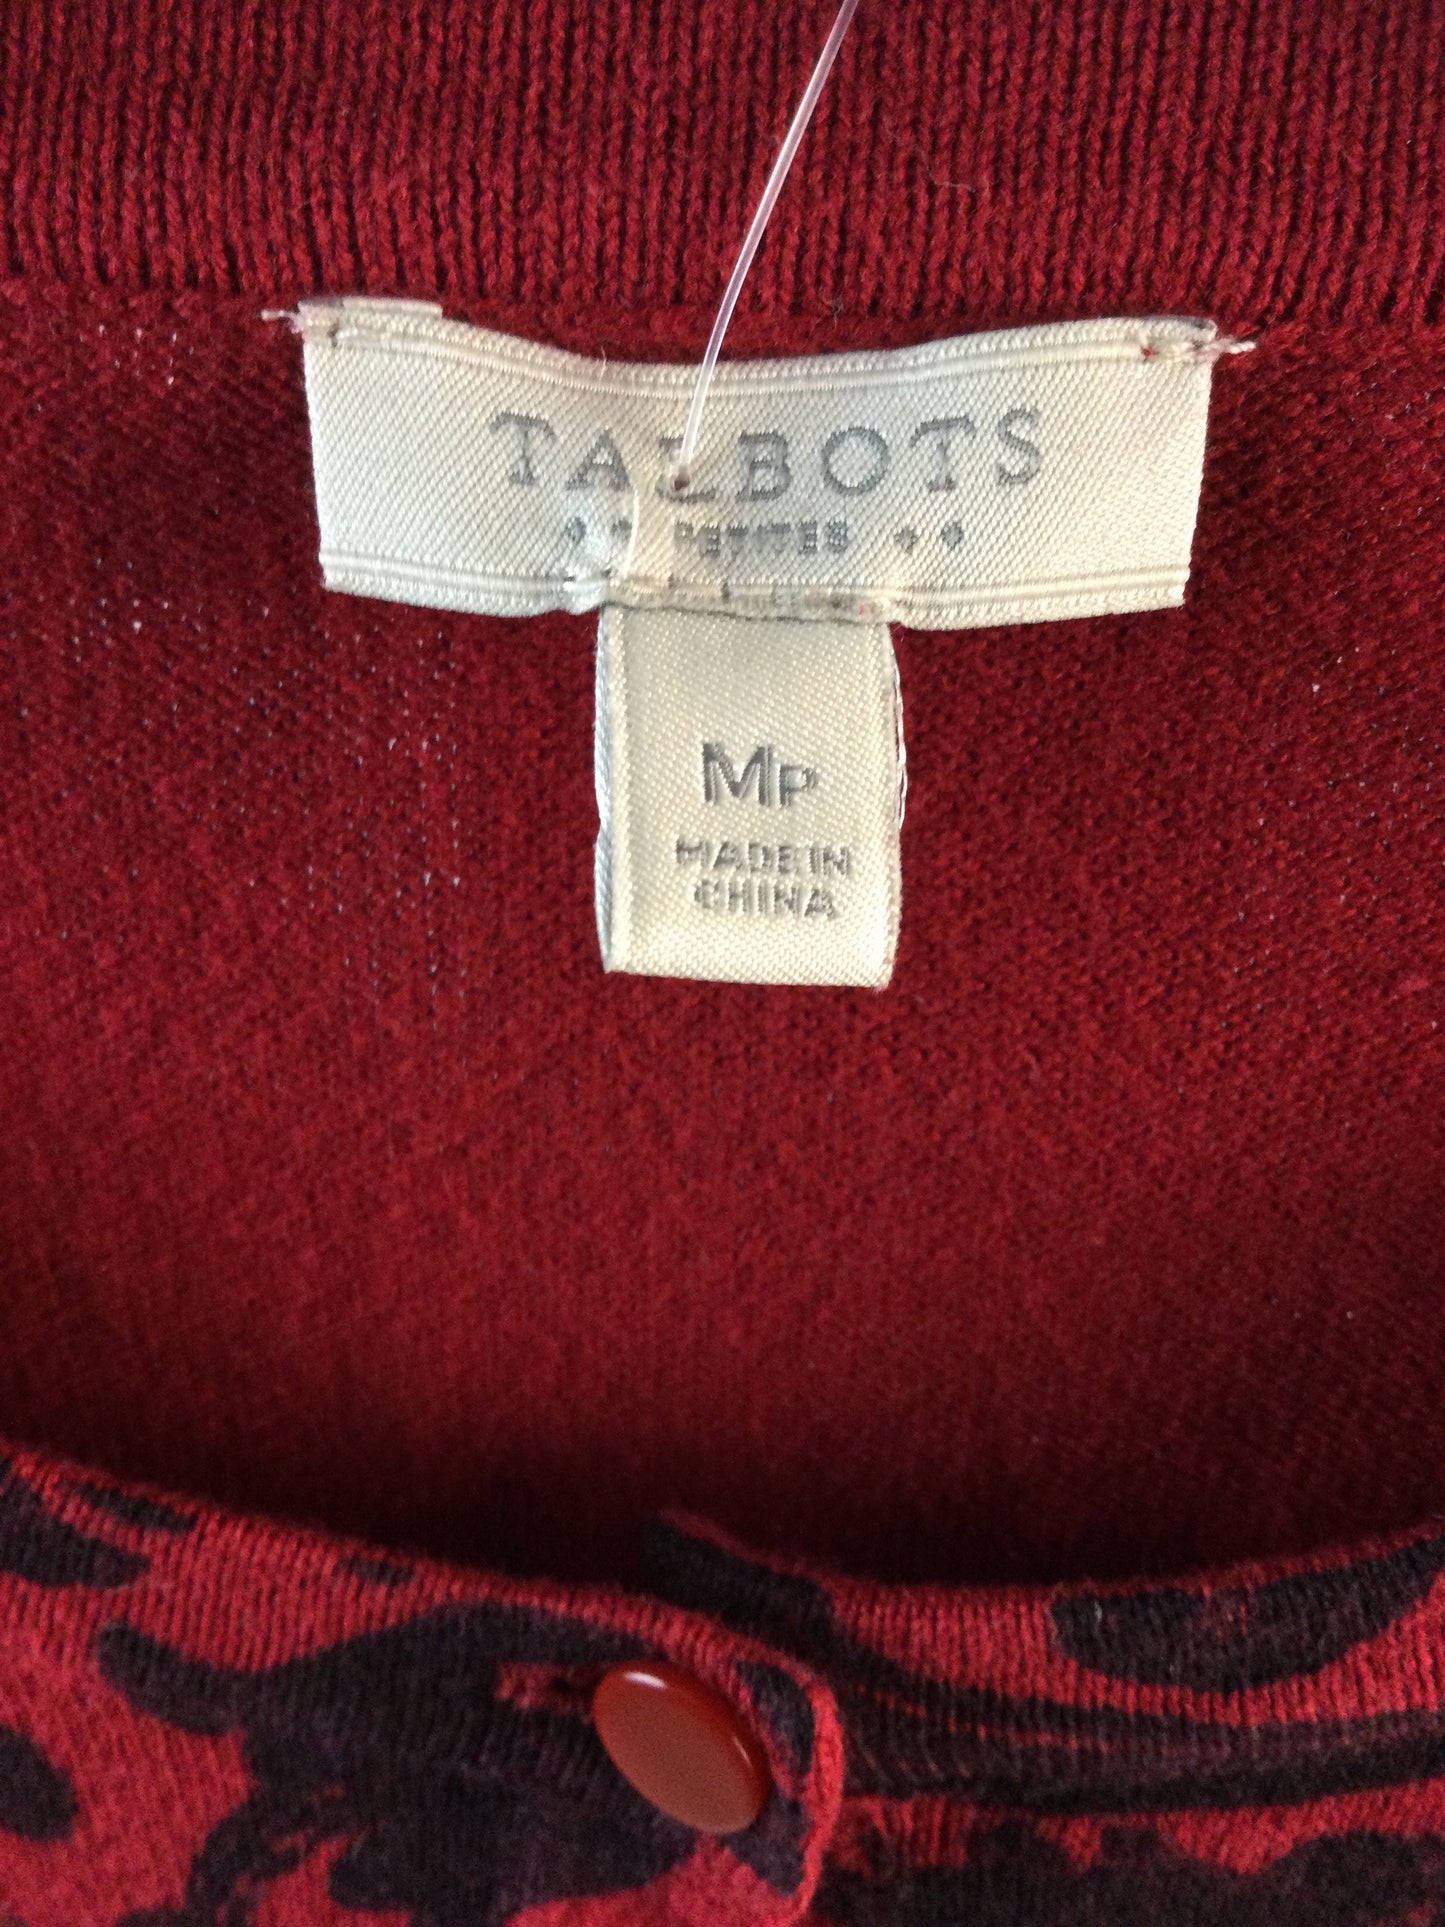 TALBOTS
PETITES
MP
MADE IN
CHINA